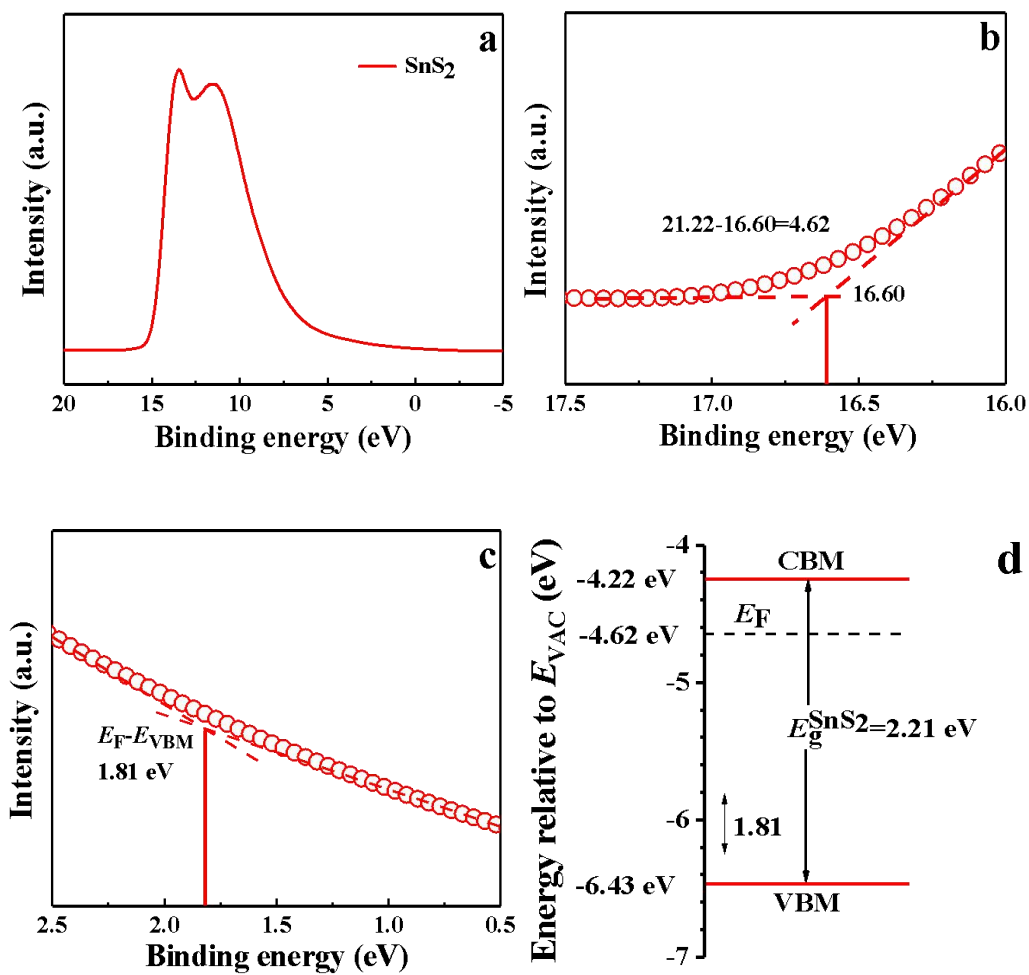 a
SnS2
Intensity (a.u.)
20 15 10 5 0 -5
Binding energy (eV)
b
21.22-16.60=4.62
16.60
Intensity (a.u.)
17.5 17.0 16.5 16.0
Binding energy (eV)
c
EF-EVBM
1.81 eV
Intensity (a.u.)
2.5 2.0 1.5 1.0 0.5
Binding energy (eV)
d
Energy relative to EVAC (eV)
-4
-5
-6
-7
CBM
-4.22 eV
EF
-4.62 eV
EgSnS2=2.21 eV
1.81
-6.43 eV
VBM